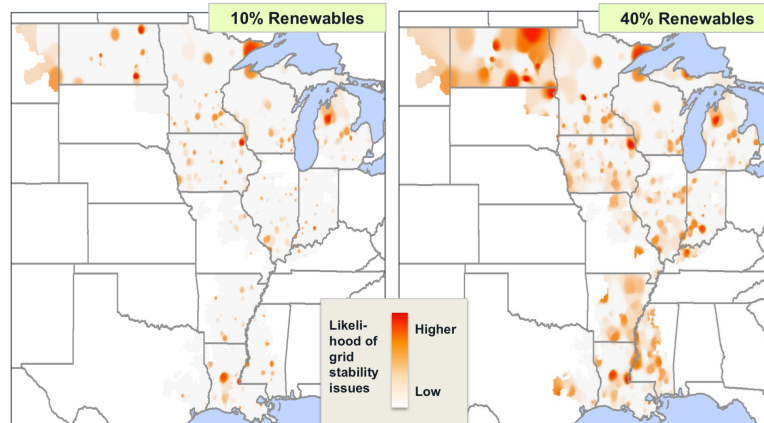 10% Renewables
40% Renewables
Likeli-
hood of
grid
stability
issues
Higher
Low